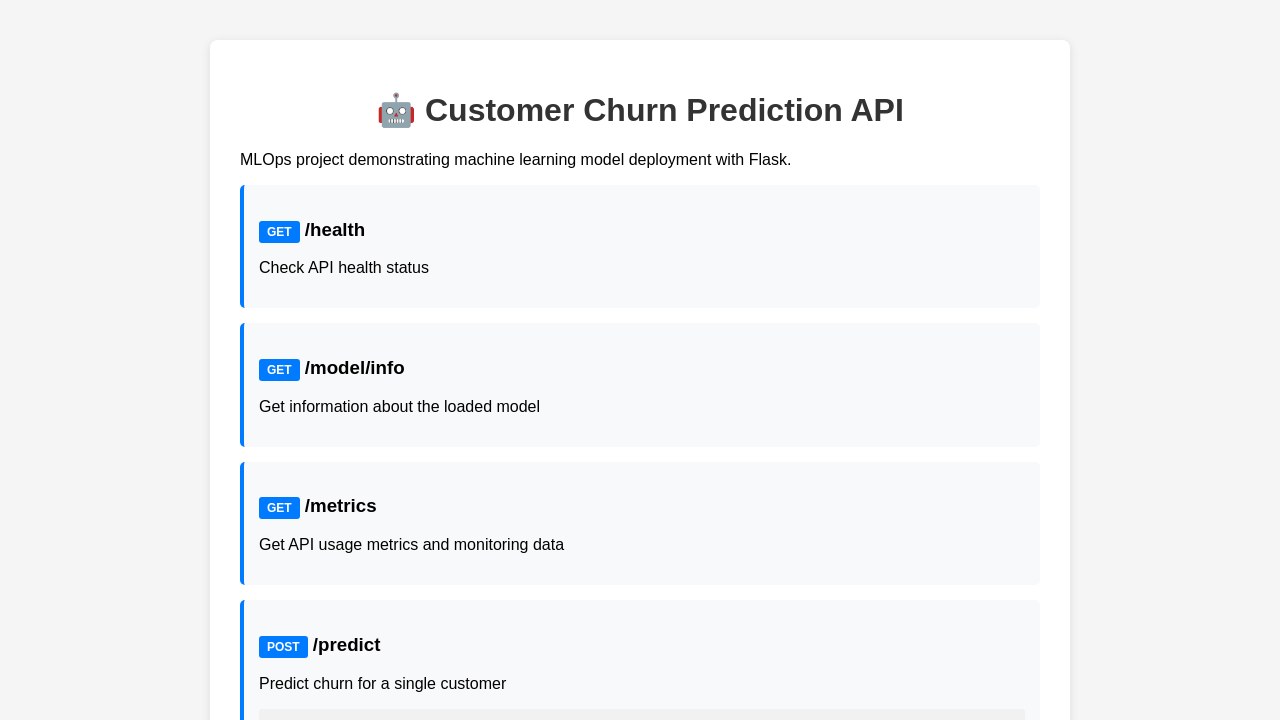 🤖 Customer Churn Prediction API
MLOps project demonstrating machine learning model deployment with Flask.
GET /health
Check API health status
GET /model/info
Get information about the loaded model
GET /metrics
Get API usage metrics and monitoring data
POST /predict
Predict churn for a single customer